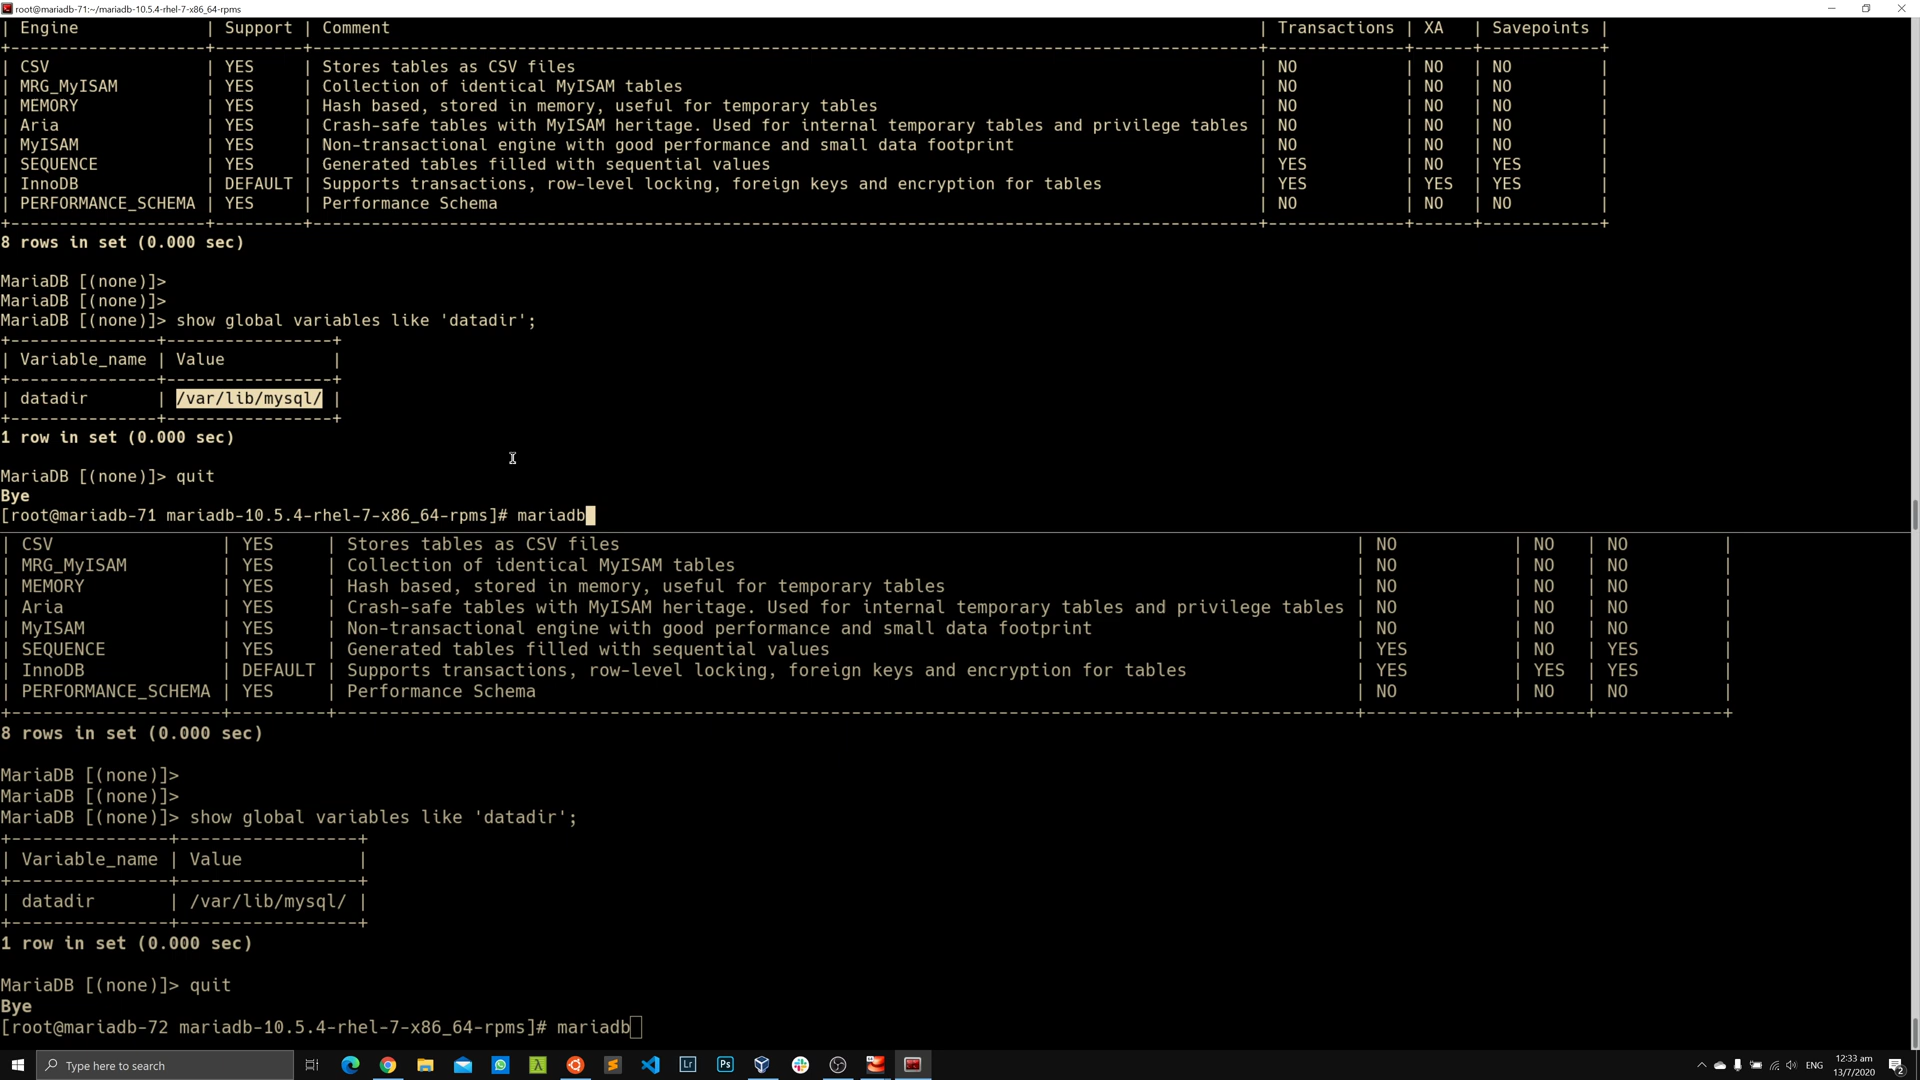 root@mariadb-71:~/mariadb-10.5.4-rhel-7-x86_64-rpms
| Engine | Support | Comment | Transactions | XA | Savepoints |
+--------------------+---------+-------------------------------------------------------------------------------------------------+--------------+------+------------+
| CSV | YES | Stores tables as CSV files | NO | NO | NO |
| MRG_MyISAM | YES | Collection of identical MyISAM tables | NO | NO | NO |
| MEMORY | YES | Hash based, stored in memory, useful for temporary tables | NO | NO | NO |
| Aria | YES | Crash-safe tables with MyISAM heritage. Used for internal temporary tables and privilege tables | NO | NO | NO |
| MyISAM | YES | Non-transactional engine with good performance and small data footprint | NO | NO | NO |
| SEQUENCE | YES | Generated tables filled with sequential values | YES | NO | YES |
| InnoDB | DEFAULT | Supports transactions, row-level locking, foreign keys and encryption for tables | YES | YES | YES |
| PERFORMANCE_SCHEMA | YES | Performance Schema | NO | NO | NO |
+--------------------+---------+-------------------------------------------------------------------------------------------------+--------------+------+------------+
8 rows in set (0.000 sec)
MariaDB [(none)]>
MariaDB [(none)]>
MariaDB [(none)]> show global variables like 'datadir';
+---------------+-----------------+
| Variable_name | Value |
+---------------+-----------------+
| datadir | /var/lib/mysql/ |
+---------------+-----------------+
1 row in set (0.000 sec)
MariaDB [(none)]> quit
Bye
[root@mariadb-71 mariadb-10.5.4-rhel-7-x86_64-rpms]# mariadb
| CSV | YES | Stores tables as CSV files | NO | NO | NO |
| MRG_MyISAM | YES | Collection of identical MyISAM tables | NO | NO | NO |
| MEMORY | YES | Hash based, stored in memory, useful for temporary tables | NO | NO | NO |
| Aria | YES | Crash-safe tables with MyISAM heritage. Used for internal temporary tables and privilege tables | NO | NO | NO |
| MyISAM | YES | Non-transactional engine with good performance and small data footprint | NO | NO | NO |
| SEQUENCE | YES | Generated tables filled with sequential values | YES | NO | YES |
| InnoDB | DEFAULT | Supports transactions, row-level locking, foreign keys and encryption for tables | YES | YES | YES |
| PERFORMANCE_SCHEMA | YES | Performance Schema | NO | NO | NO |
+--------------------+---------+-------------------------------------------------------------------------------------------------+--------------+------+------------+
8 rows in set (0.000 sec)
MariaDB [(none)]>
MariaDB [(none)]>
MariaDB [(none)]> show global variables like 'datadir';
+---------------+-----------------+
| Variable_name | Value |
+---------------+-----------------+
| datadir | /var/lib/mysql/ |
+---------------+-----------------+
1 row in set (0.000 sec)
MariaDB [(none)]> quit
Bye
[root@mariadb-72 mariadb-10.5.4-rhel-7-x86_64-rpms]# mariadb
Type here to search
Lr
Ps
ENG
12:33 am
13/7/2020
2